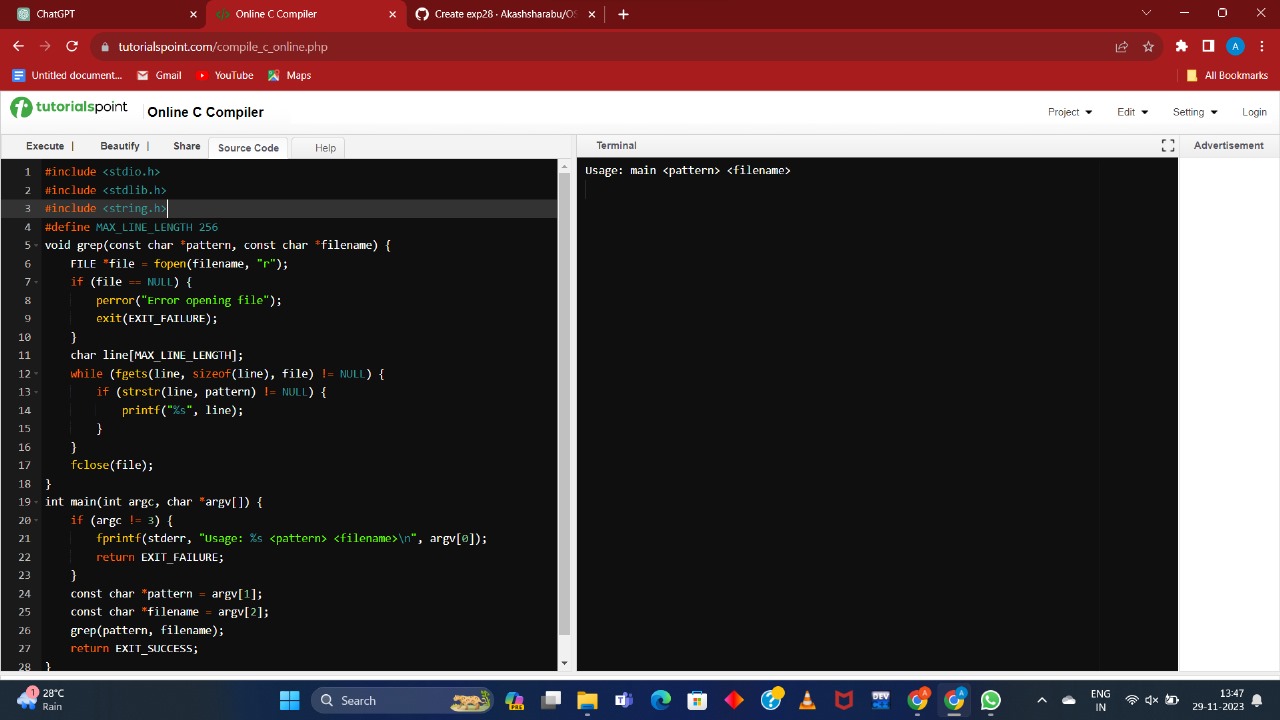 ChatGPT
Online C Compiler
Create exp28 · Akashsharabu/OS
tutorialspoint.com/compile_c_online.php
A
Untitled document...
Gmail
YouTube
Maps
All Bookmarks
tutorialspoint
Online C Compiler
Project
Edit
Setting
Login
Execute |
Beautify |
Share
Source Code
Help
Terminal
Advertisement
1 #include <stdio.h>
2 #include <stdlib.h>
3 #include <string.h>
4 #define MAX_LINE_LENGTH 256
5 void grep(const char *pattern, const char *filename) {
6 FILE *file = fopen(filename, "r");
7 if (file == NULL) {
8 perror("Error opening file");
9 exit(EXIT_FAILURE);
10 }
11 char line[MAX_LINE_LENGTH];
12 while (fgets(line, sizeof(line), file) != NULL) {
13 if (strstr(line, pattern) != NULL) {
14 printf("%s", line);
15 }
16 }
17 fclose(file);
18 }
19 int main(int argc, char *argv[]) {
20 if (argc != 3) {
21 fprintf(stderr, "Usage: %s <pattern> <filename>\n", argv[0]);
22 return EXIT_FAILURE;
23 }
24 const char *pattern = argv[1];
25 const char *filename = argv[2];
26 grep(pattern, filename);
27 return EXIT_SUCCESS;
28 }
Usage: main <pattern> <filename>
1
28°C
Rain
Search
PRE
DEV
A
A
ENG
IN
13:47
29-11-2023